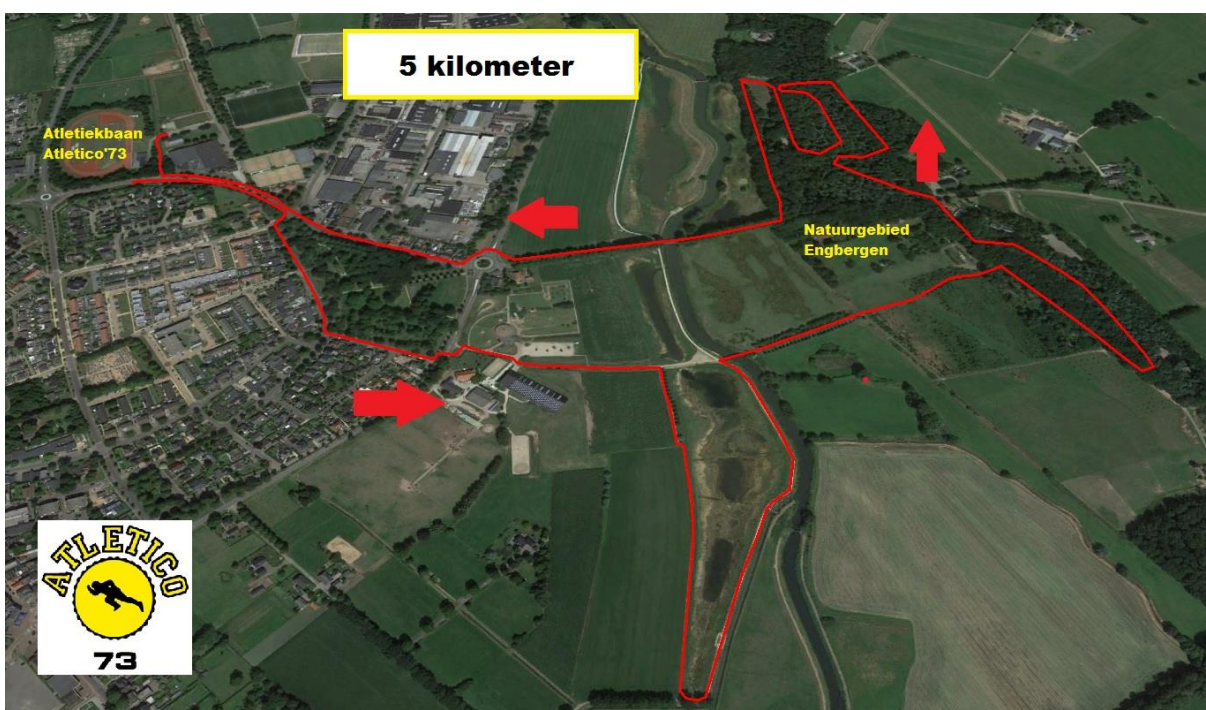 5 kilometer
Atletiekbaan
Atletico'73
Natuurgebied
Engbergen
ATLETICO
73